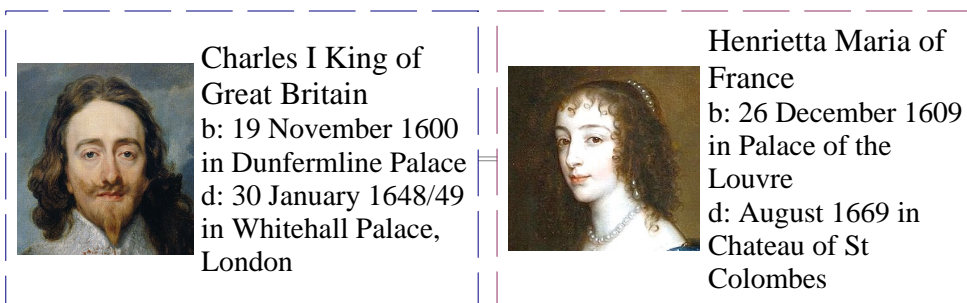 Charles I King of
Great Britain
b: 19 November 1600
in Dunfermline Palace
d: 30 January 1648/49
in Whitehall Palace,
London
Henrietta Maria of
France
b: 26 December 1609
in Palace of the
Louvre
d: August 1669 in
Chateau of St
Colombes